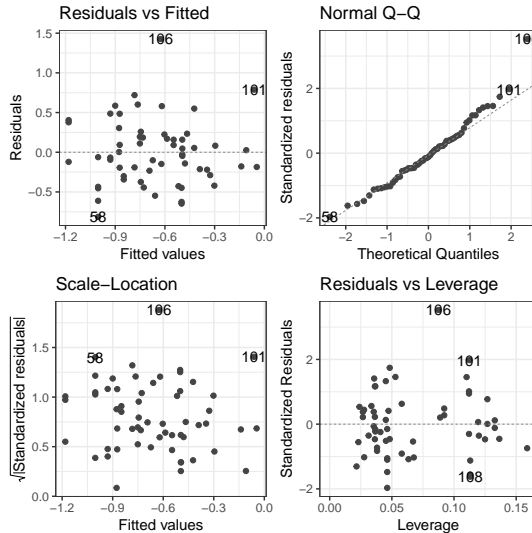 Residuals vs Fitted
106
101
58
1.5
1.0
0.5
0.0
−0.5
−1.2 −0.9 −0.6 −0.3 0.0
Fitted values
Residuals
Normal Q−Q
106
101
58
2
0
−2
−2 −1 0 1 2
Theoretical Quantiles
Standardized residuals
Scale−Location
106
58
101
1.5
1.0
0.5
0.0
−1.2 −0.9 −0.6 −0.3 0.0
Fitted values
√|Standardized residuals|
Residuals vs Leverage
106
101
108
2
0
−2
0.00 0.05 0.10 0.15
Leverage
Standardized Residuals